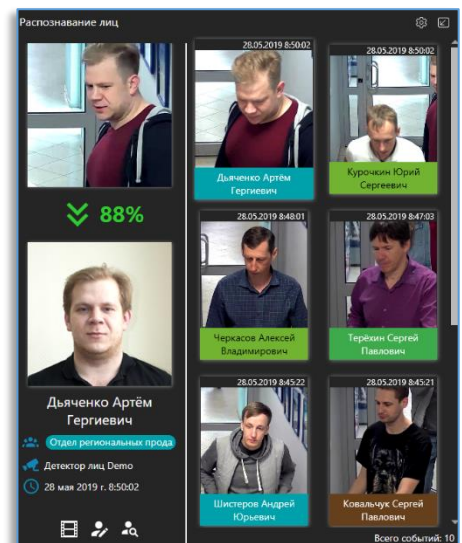 Распознавание лиц
88%
Дьяченко Артём
Гергиевич
Отдел региональных прода
Детектор лиц Demo
28 мая 2019 г. 8:50:02
28.05.2019 8:50:02
Дьяченко Артём
Гергиевич
28.05.2019 8:50:02
Курочкин Юрий
Сергеевич
28.05.2019 8:48:01
Черкасов Алексей
Владимирович
28.05.2019 8:47:03
Терёхин Сергей
Павлович
28.05.2019 8:45:22
Шистеров Андрей
Юрьевич
28.05.2019 8:45:21
Ковальчук Сергей
Павлович
Всего событий: 10